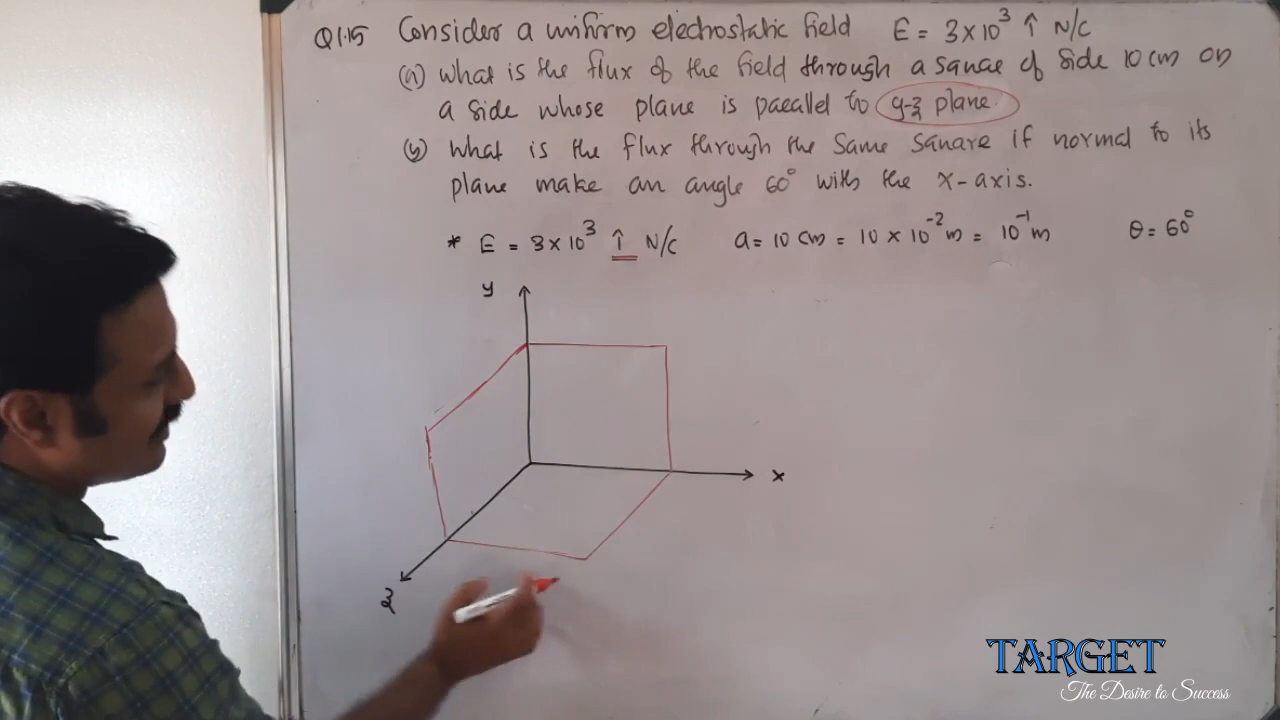 Q1.15 Consider a uniform electrostatic field E = 3×10³ î N/C
(a) What is the flux of the field through a square of side 10 cm on
a side whose plane is parallel to y-z plane.
(b) What is the flux through the same square if normal to its
plane make an angle 60° with the x-axis.
* E = 3×10³ î N/C a = 10 cm = 10 × 10⁻² m = 10⁻¹ m θ = 60°
y
x
z
TARGET
The Desire to Success